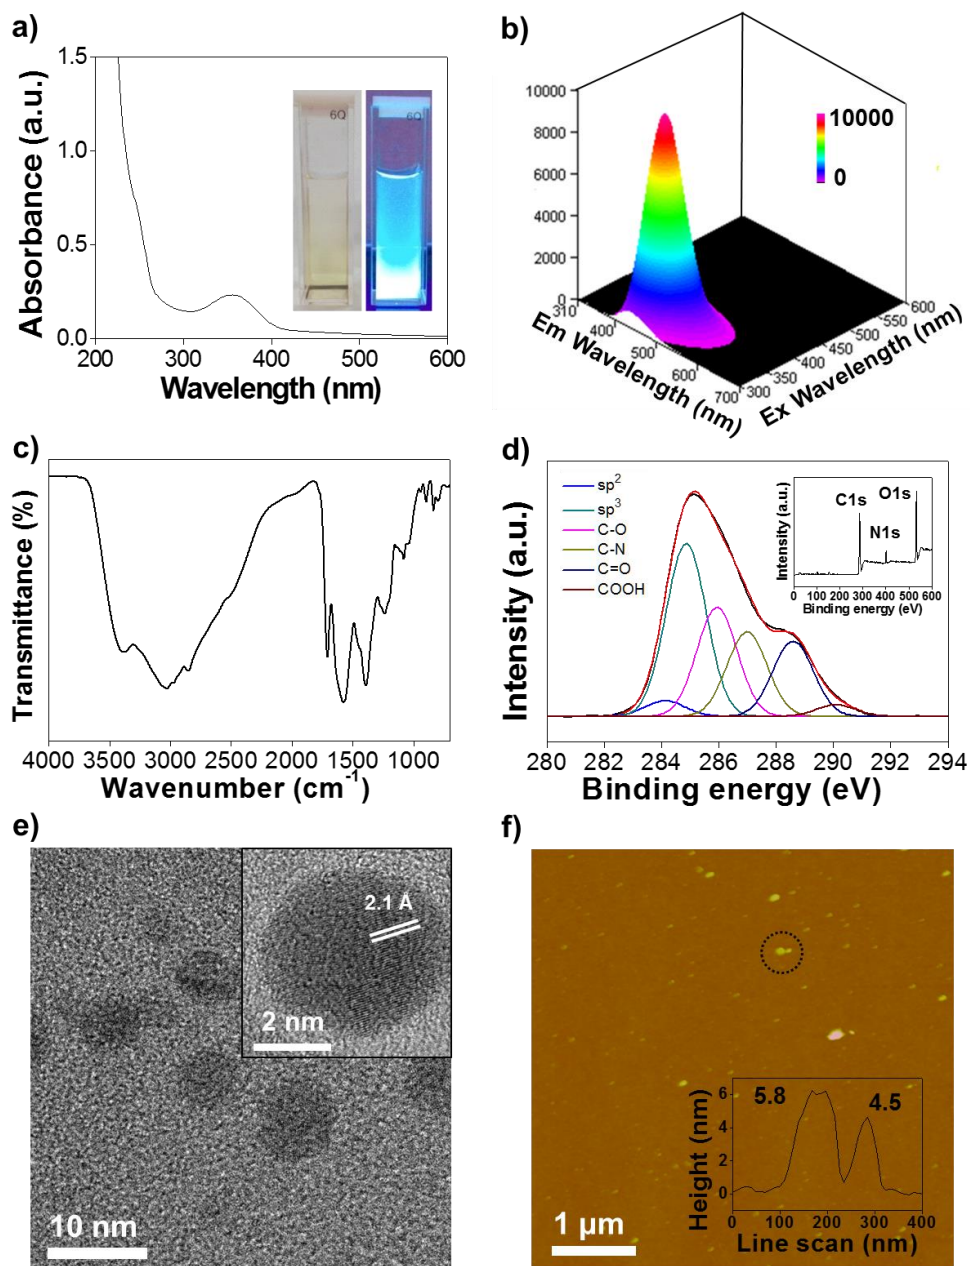 a)
Absorbance (a.u.)
1.5
1.0
0.5
0.0
200 300 400 500 600
Wavelength (nm)
6Q 6Q
b)
10000
8000
6000
4000
2000
0
10000
0
310 400 500 600 700
Em Wavelength (nm)
300 350 400 450 500 550 600
Ex Wavelength (nm)
c)
Transmittance (%)
4000 3500 3000 2500 2000 1500 1000
Wavenumber (cm⁻¹)
d)
Intensity (a.u.)
sp²
sp³
C-O
C-N
C=O
COOH
Intensity (a.u.)
C1s
N1s
O1s
0 100 200 300 400 500 600
Binding energy (eV)
280 282 284 286 288 290 292 294
Binding energy (eV)
e)
2.1 Å
2 nm
10 nm
f)
5.8
4.5
Height (nm)
6
4
2
0
0 100 200 300 400
Line scan (nm)
1 µm